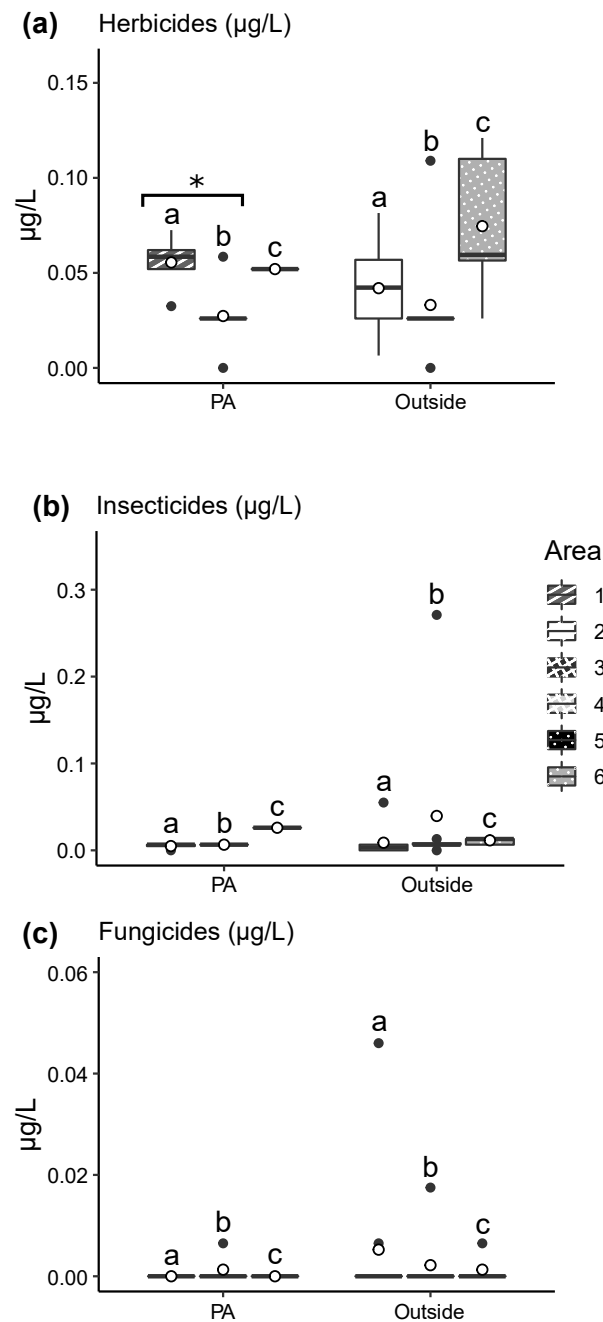 (a) Herbicides (µg/L)
0.15
0.10
0.05
0.00
µg/L
*
a
b
c
a
b
c
PA
Outside
(b) Insecticides (µg/L)
0.3
0.2
0.1
0.0
µg/L
a
b
c
a
b
c
PA
Outside
Area
1
2
3
4
5
6
(c) Fungicides (µg/L)
0.06
0.04
0.02
0.00
µg/L
a
b
c
a
b
c
PA
Outside